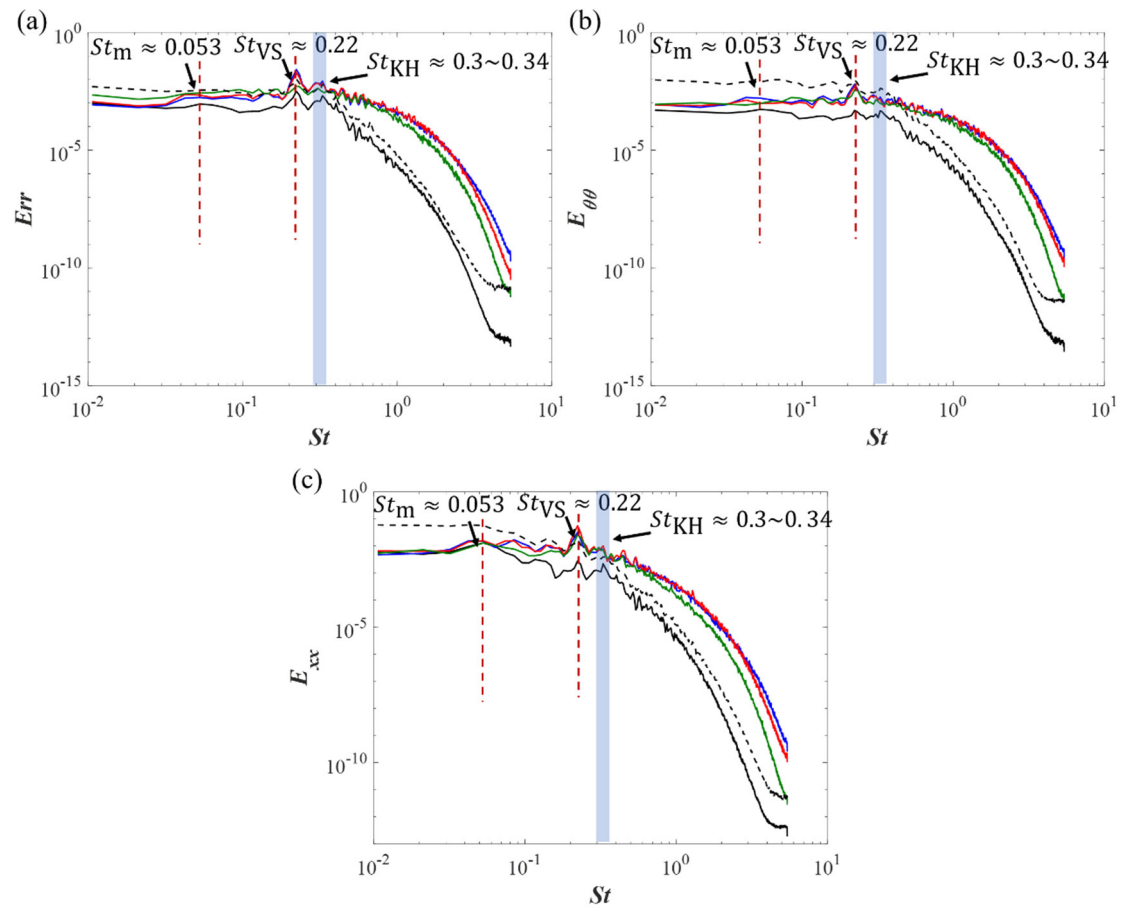 (a)
10^0
St_m ≈ 0.053
St_VS ≈ 0.22
St_KH ≈ 0.3~0.34
10^-5
Err
10^-10
10^-15
10^-2
10^-1
10^0
10^1
St
(b)
10^0
St_m ≈ 0.053
St_VS ≈ 0.22
St_KH ≈ 0.3~0.34
10^-5
E_θθ
10^-10
10^-15
10^-2
10^-1
10^0
10^1
St
(c)
10^0
St_m ≈ 0.053
St_VS ≈ 0.22
St_KH ≈ 0.3~0.34
10^-5
E_xx
10^-10
10^-2
10^-1
10^0
10^1
St